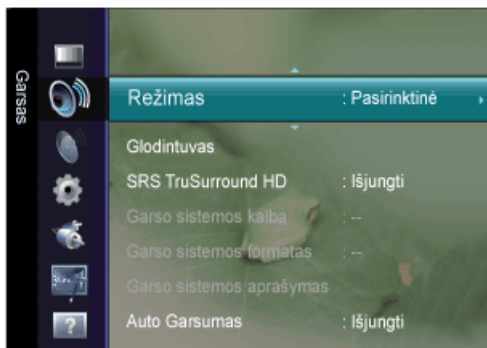 Garsas
Režimas : Pasirinktinė
Glodintuvas
SRS TruSurround HD : Išjungti
Garso sistemos kalba : --
Garso sistemos formatas : --
Garso sistemos aprašymas
Auto Garsumas : Išjungti
?